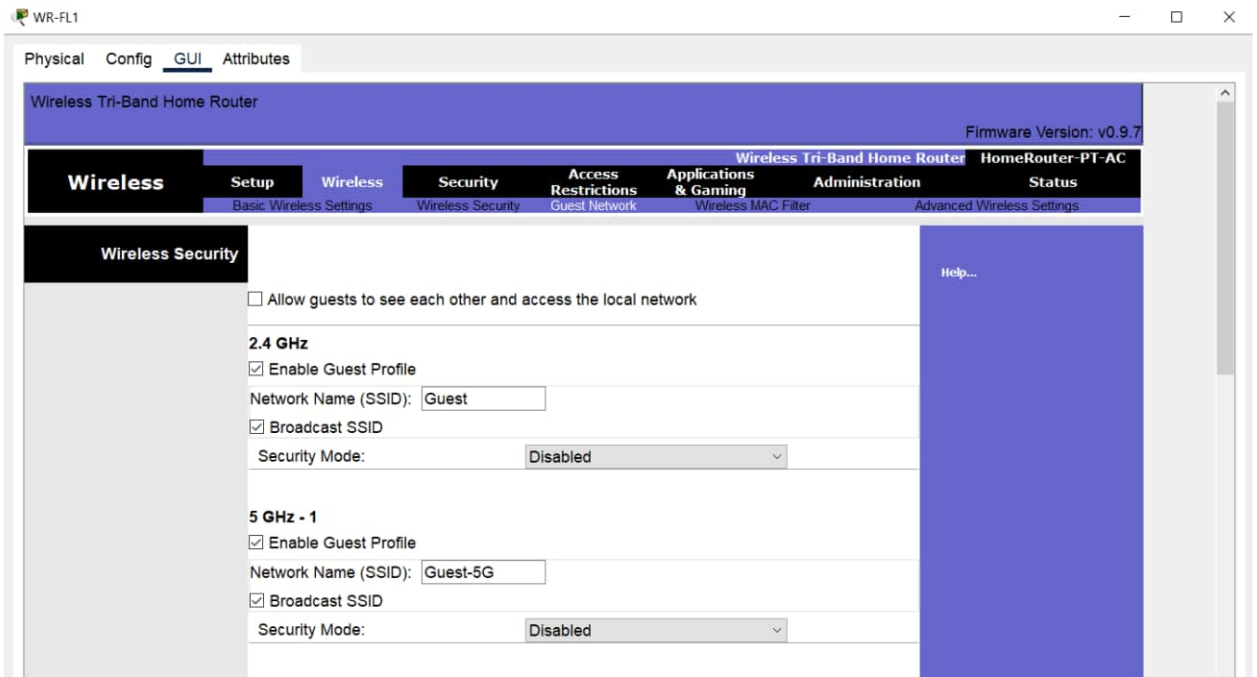 WR-FL1
Physical Config GUI Attributes
Wireless Tri-Band Home Router
Firmware Version: v0.9.7
Wireless Tri-Band Home Router HomeRouter-PT-AC
Wireless Setup Wireless Security Access Restrictions Applications & Gaming Administration Status
Basic Wireless Settings Wireless Security Guest Network Wireless MAC Filter Advanced Wireless Settings
Wireless Security
Help...
Allow guests to see each other and access the local network
2.4 GHz
Enable Guest Profile
Network Name (SSID): Guest
Broadcast SSID
Security Mode: Disabled
5 GHz - 1
Enable Guest Profile
Network Name (SSID): Guest-5G
Broadcast SSID
Security Mode: Disabled